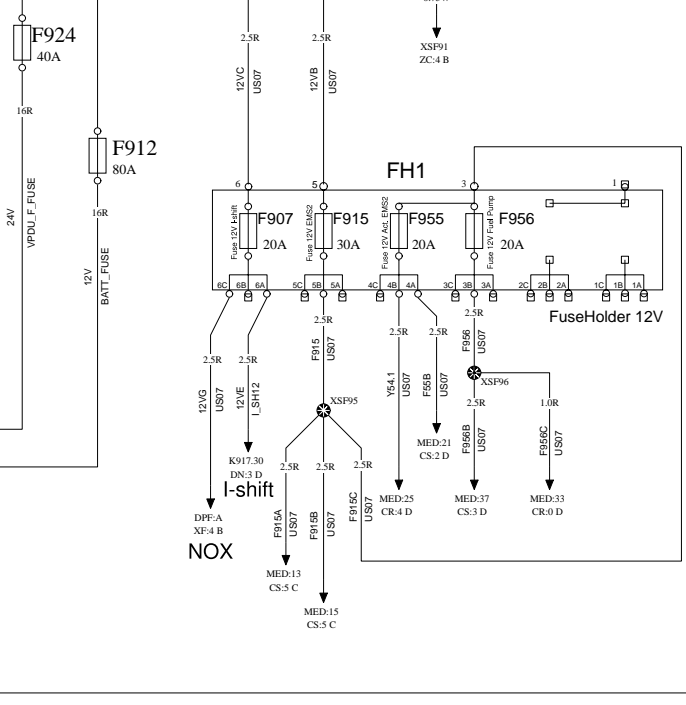 F924
40A
16R
24V
VPDU_F_FUSE
F912
80A
16R
12V
BATT_FUSE
2.5R
12VC
US07
2.5R
12VB
US07
XSF91
ZC:4 B
FH1
6
5
3
1
Fuse 12V I-shift
F907
20A
Fuse 12V EMS2
F915
30A
Fuse 12V Act. EMS2
F955
20A
Fuse 12V Fuel Pump
F956
20A
6C 6B 6A
5C 5B 5A
4C 4B 4A
3C 3B 3A
2C 2B 2A
1C 1B 1A
FuseHolder 12V
2.5R
12VG
US07
2.5R
12VE
I_SH12
2.5R
F915
US07
2.5R
Y54.1
US07
2.5R
F55B
US07
2.5R
F956
US07
XSF95
XSF96
2.5R
F956B
US07
1.0R
F956C
US07
MED:21
CS:2 D
K917.30
DN:3 D
I-shift
2.5R
F915A
US07
2.5R
F915B
US07
2.5R
F915C
US07
MED:25
CR:4 D
MED:37
CS:3 D
MED:33
CR:0 D
DPF:A
XF:4 B
NOX
MED:13
CS:5 C
MED:15
CS:5 C